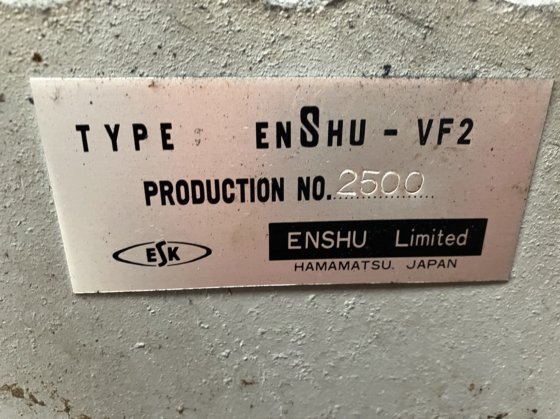 TYPE ENSHU - VF2
PRODUCTION NO. 2500
ESK
ENSHU Limited
HAMAMATSU. JAPAN